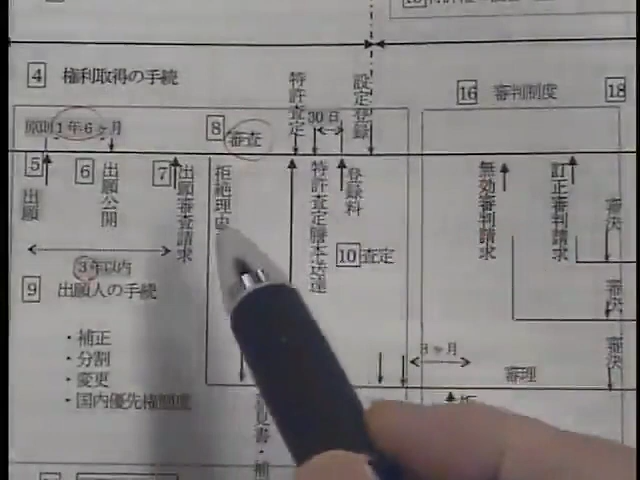 4 権利取得の手続
特許査定
設定登録
16 審判制度
18
原則1年6ヶ月
8
審査
30日
5
出願
6
出願公開
7
出願審査請求
拒絶理由
特許査定謄本送達
登録料
無効審判請求
訂正審判請求
審決
10 査定
3年以内
9 出願人の手続
審決
・補正
・分割
・変更
・国内優先権制度
3ヶ月
審理
審決
意見書・補